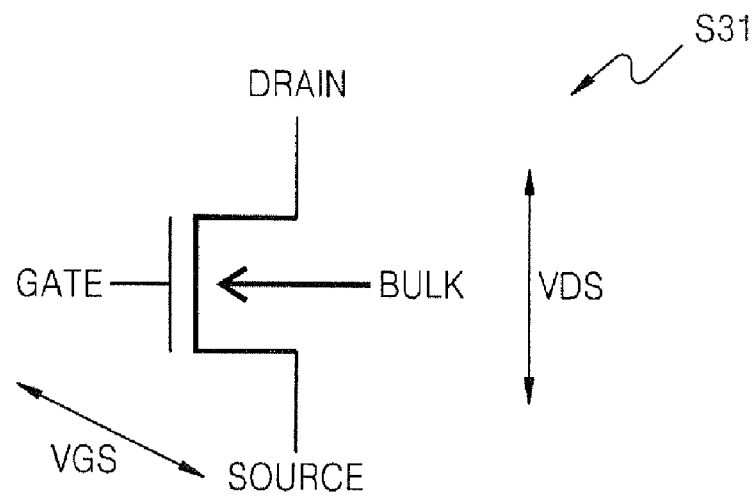 S31
DRAIN
GATE
BULK
VDS
VGS
SOURCE